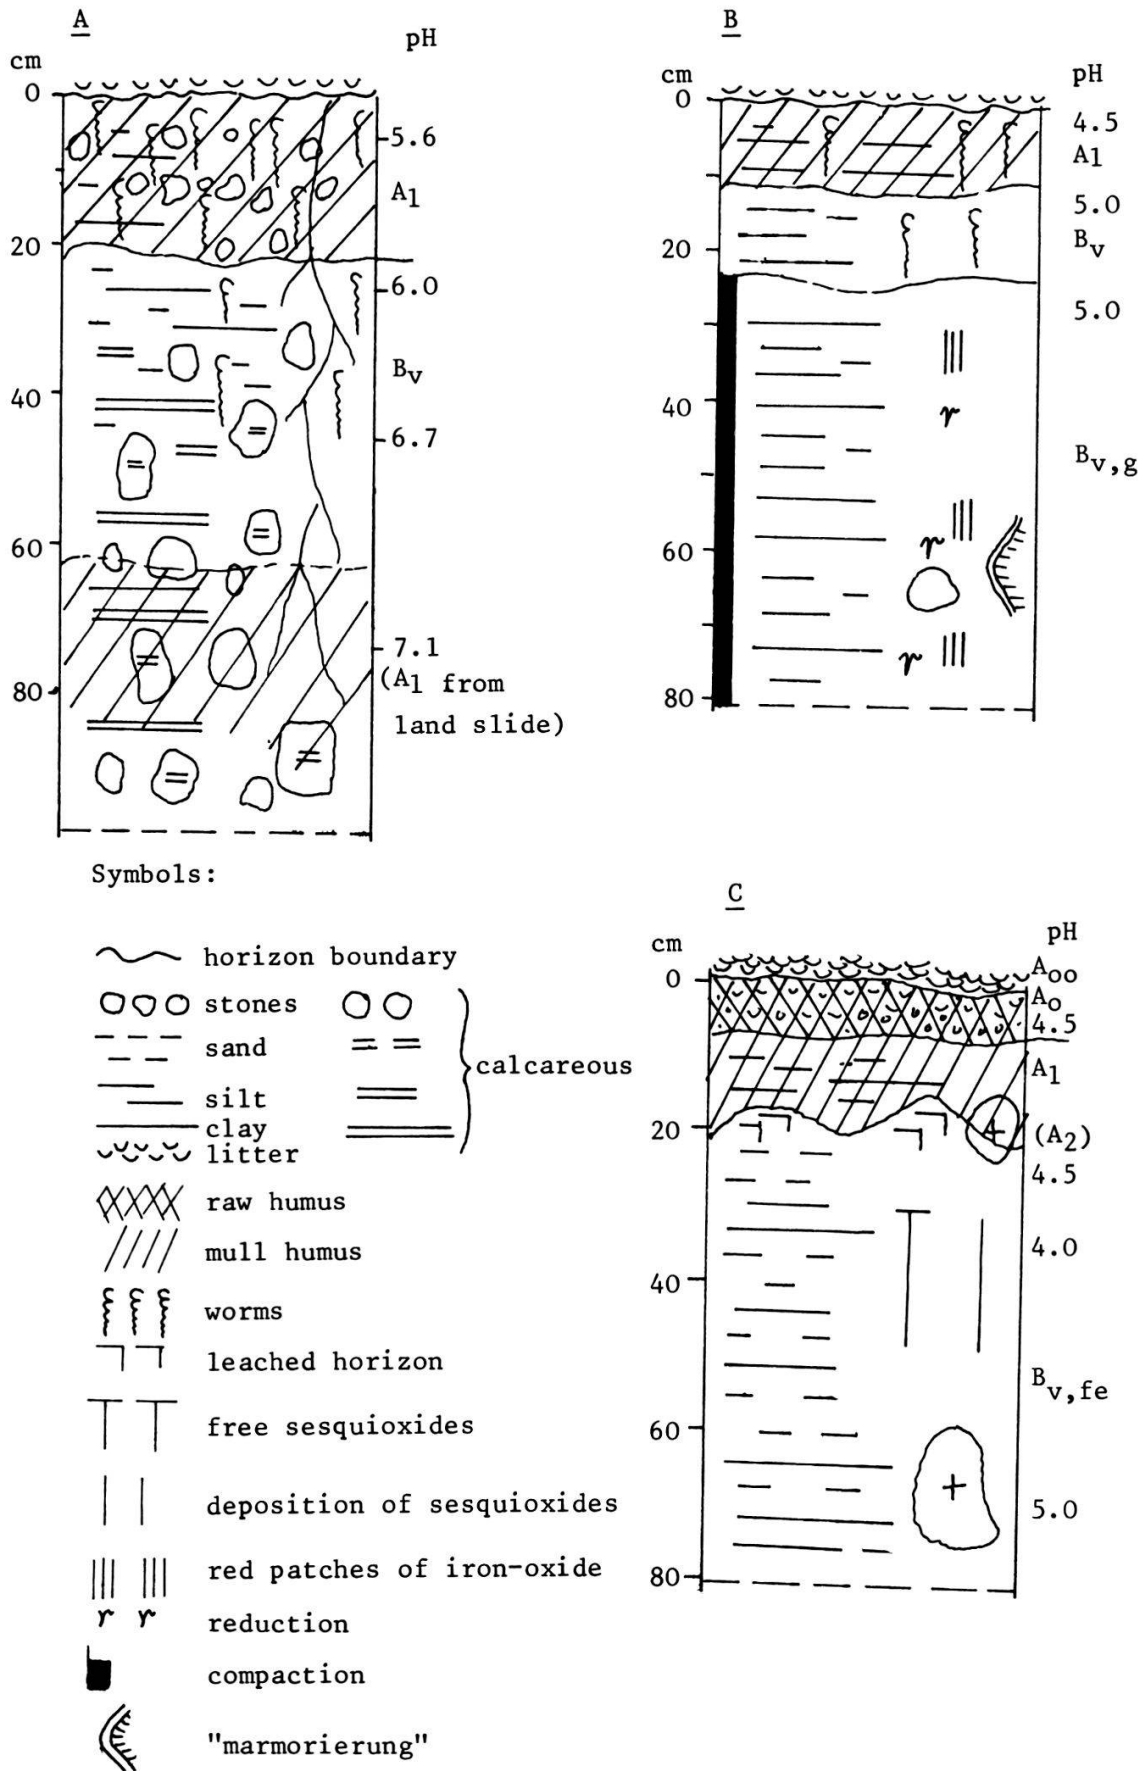 A
pH
cm
0
5.6
A1
20
6.0
Bv
40
6.7
60
7.1
80
(A1 from
land slide)
B
cm
pH
0
4.5
A1
5.0
20
Bv
5.0
40
r
Bv,g
r
60
r
80
Symbols:
horizon boundary
stones
sand
calcareous
silt
clay
litter
raw humus
mull humus
worms
leached horizon
free sesquioxides
deposition of sesquioxides
red patches of iron-oxide
r r reduction
compaction
"marmorierung"
C
cm
pH
Aoo
0
Ao
4.5
A1
20
(A2)
4.5
4.0
40
Bv,fe
60
5.0
80